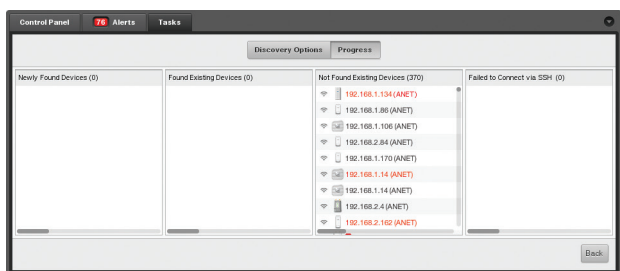 Control Panel 76 Alerts Tasks
Discovery Options Progress
Newly Found Devices (0)
Found Existing Devices (0)
Not Found Existing Devices (370)
Failed to Connect via SSH (0)
192.168.1.134 (ANET)
192.168.1.86 (ANET)
192.168.1.106 (ANET)
192.168.2.84 (ANET)
192.168.1.170 (ANET)
192.168.1.14 (ANET)
192.168.1.14 (ANET)
192.168.2.4 (ANET)
192.168.2.162 (ANET)
Back